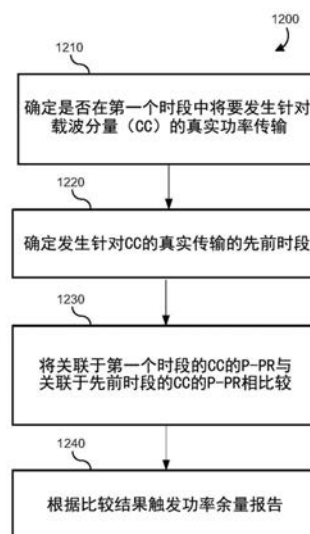 1200
1210
确定是否在第一个时段中将要发生针对
载波分量（CC）的真实功率传输
1220
确定发生针对CC的真实传输的先前时段
1230
将关联于第一个时段的CC的P-PR与
关联于先前时段的CC的P-PR相比较
1240
根据比较结果触发功率余量报告